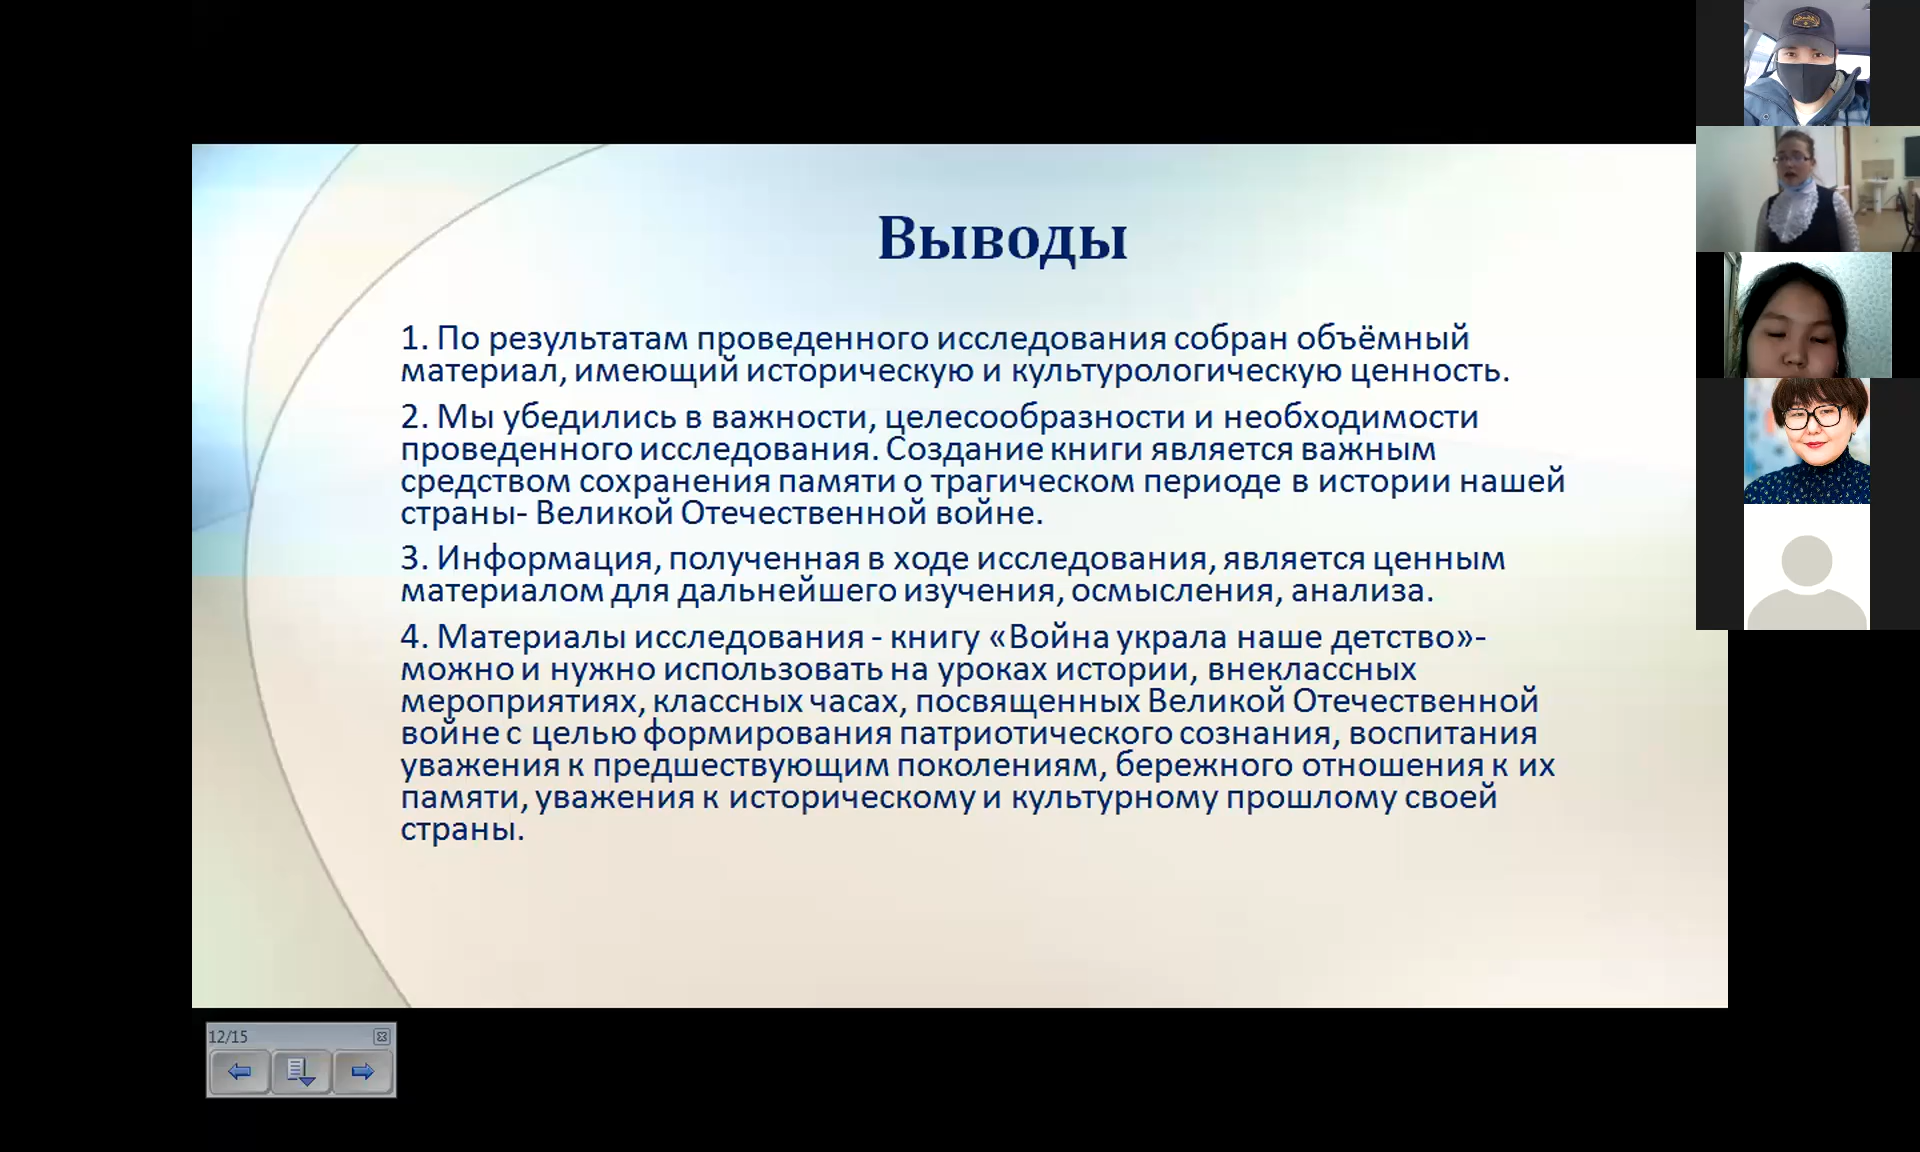 Выводы
1. По результатам проведенного исследования собран объёмный
материал, имеющий историческую и культурологическую ценность.
2. Мы убедились в важности, целесообразности и необходимости
проведенного исследования. Создание книги является важным
средством сохранения памяти о трагическом периоде в истории нашей
страны- Великой Отечественной войне.
3. Информация, полученная в ходе исследования, является ценным
материалом для дальнейшего изучения, осмысления, анализа.
4. Материалы исследования - книгу «Война украла наше детство»-
можно и нужно использовать на уроках истории, внеклассных
мероприятиях, классных часах, посвященных Великой Отечественной
войне с целью формирования патриотического сознания, воспитания
уважения к предшествующим поколениям, бережного отношения к их
памяти, уважения к историческому и культурному прошлому своей
страны.
12/15